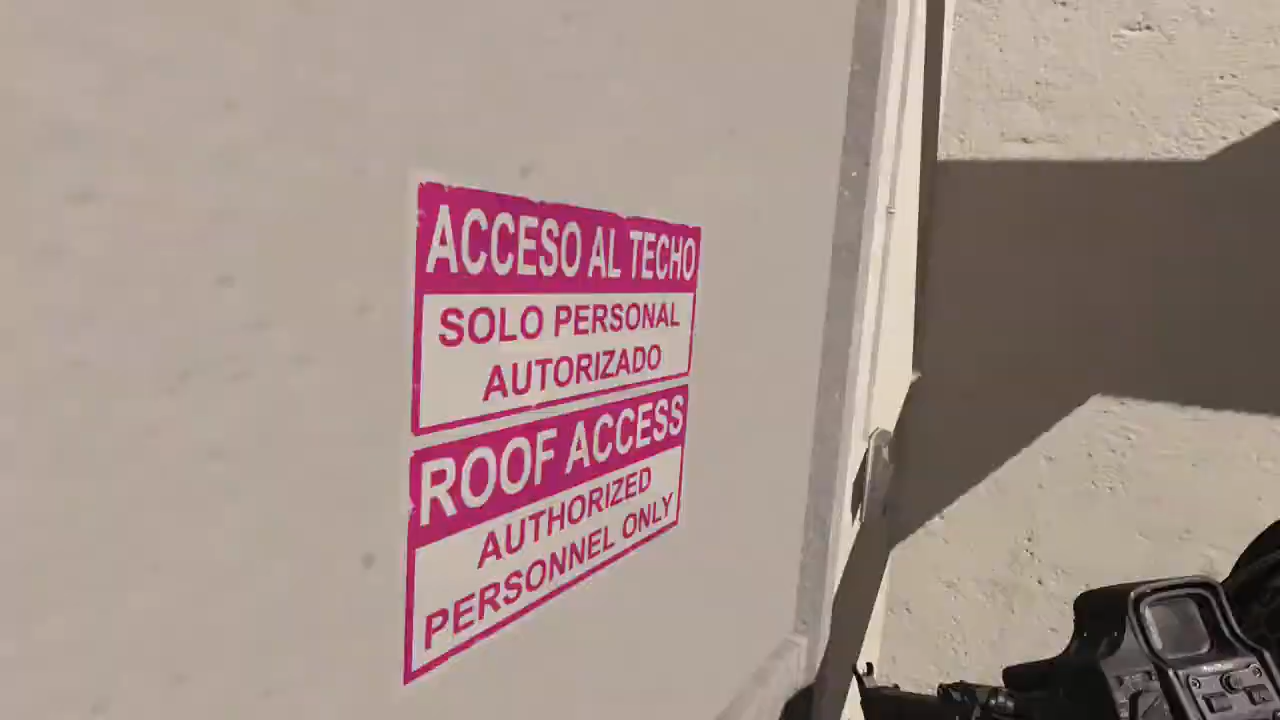 ACCESO AL TECHO
SOLO PERSONAL
AUTORIZADO
ROOF ACCESS
AUTHORIZED
PERSONNEL ONLY